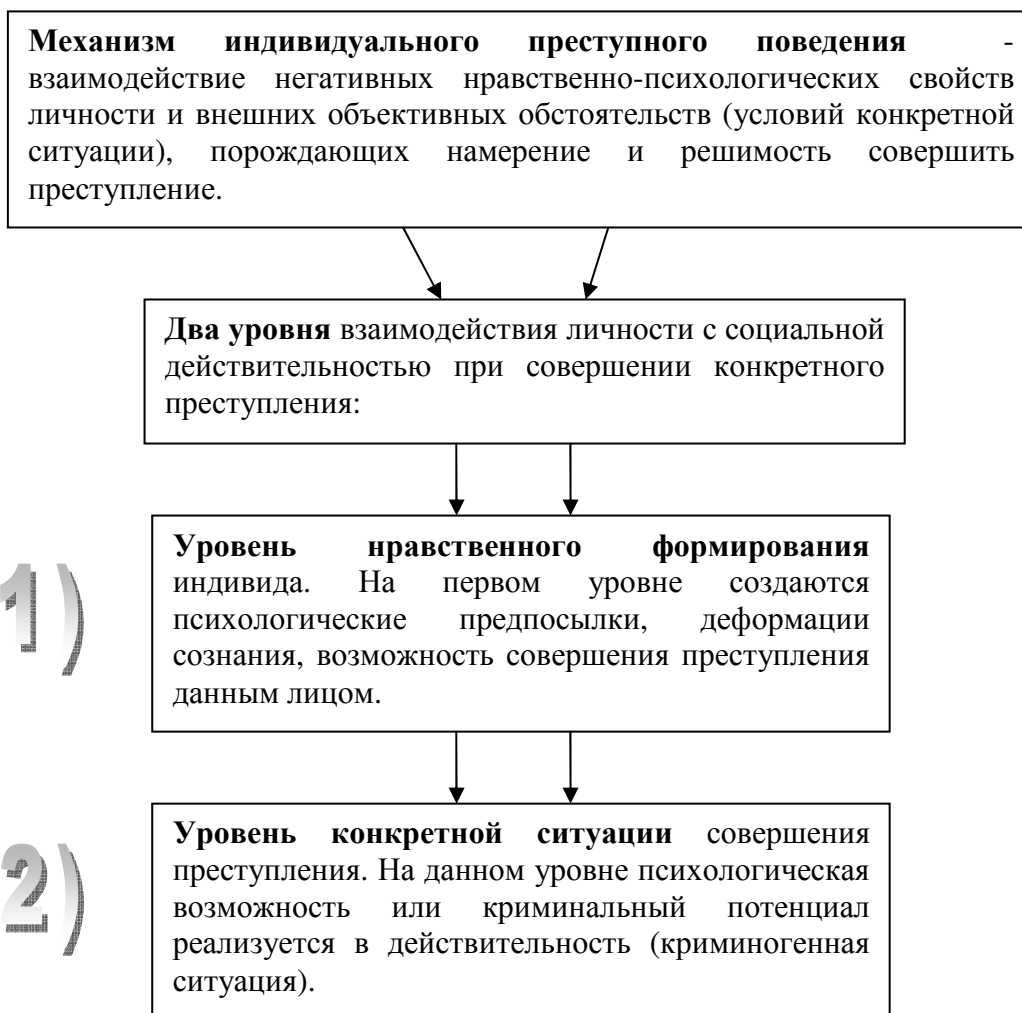 Механизм индивидуального преступного поведения -
взаимодействие негативных нравственно-психологических свойств
личности и внешних объективных обстоятельств (условий конкретной
ситуации), порождающих намерение и решимость совершить
преступление.
Два уровня взаимодействия личности с социальной
действительностью при совершении конкретного
преступления:
1)
Уровень нравственного формирования
индивида. На первом уровне создаются
психологические предпосылки, деформации
сознания, возможность совершения преступления
данным лицом.
2)
Уровень конкретной ситуации совершения
преступления. На данном уровне психологическая
возможность или криминальный потенциал
реализуется в действительность (криминогенная
ситуация).